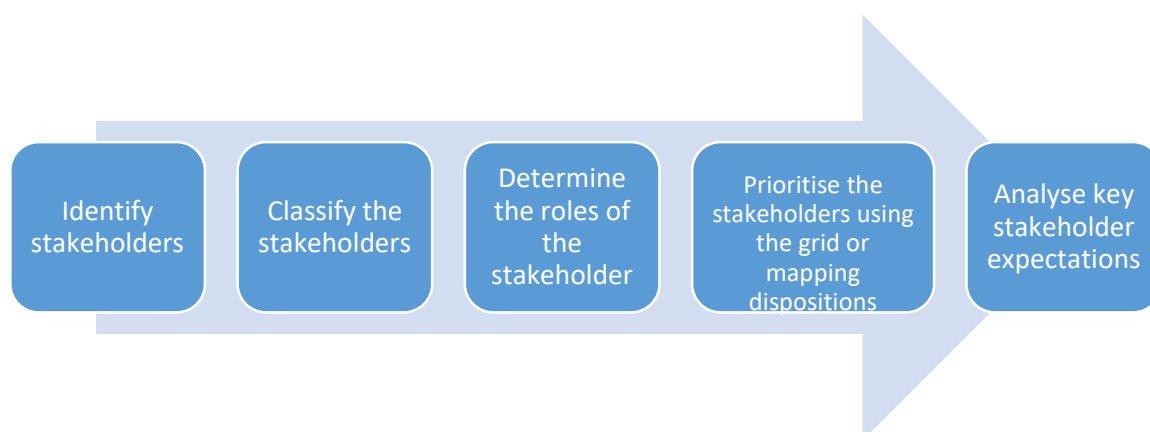 Identify
stakeholders
Classify the
stakeholders
Determine
the roles of
the
stakeholder
Prioritise the
stakeholders using
the grid or
mapping
dispositions
Analyse key
stakeholder
expectations